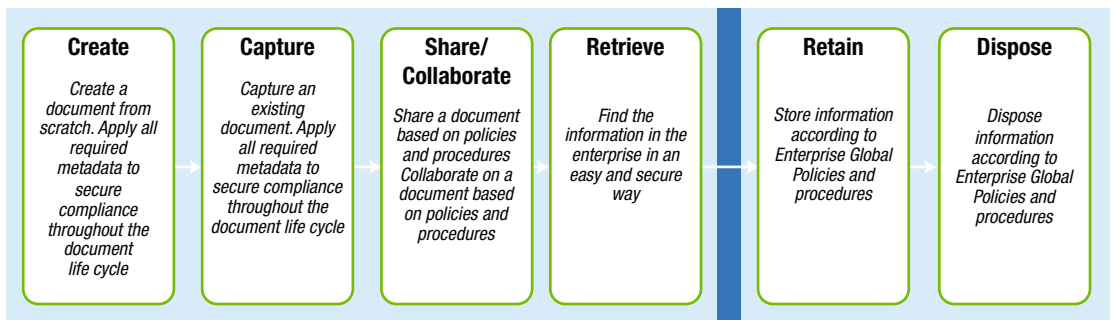 Create
Create a
document from
scratch. Apply all
required
metadata to
secure
compliance
throughout the
document
life cycle
Capture
Capture an
existing
document. Apply
all required
metadata to
secure compliance
throughout the
document life cycle
Share/
Collaborate
Share a document
based on policies
and procedures
Collaborate on a
document based
on policies and
procedures
Retrieve
Find the
information in the
enterprise in an
easy and secure
way
Retain
Store information
according to
Enterprise Global
Policies and
procedures
Dispose
Dispose
information
according to
Enterprise Global
Policies and
procedures